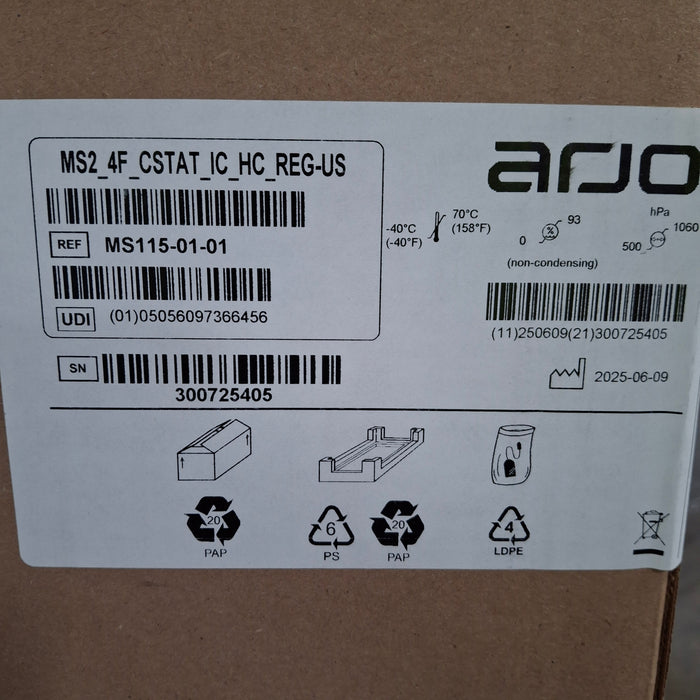 MS2_4F_CSTAT_IC_HC_REG-US
arjo
REF MS115-01-01
UDI (01)05056097366456
-40°C
(-40°F)
70°C
(158°F)
0 % 93
(non-condensing)
hPa
500 1060
(11)250609(21)300725405
SN
300725405
2025-06-09
20
PAP
6
PS
20
PAP
4
LDPE